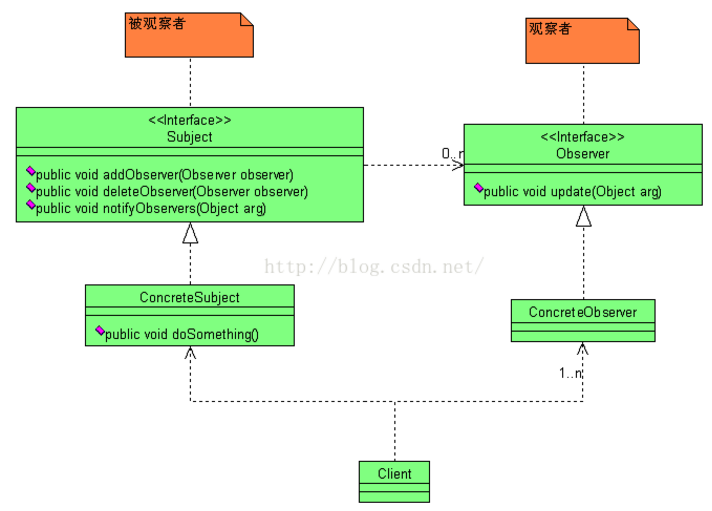 被观察者
观察者
<<Interface>>
Subject
public void addObserver(Observer observer)
public void deleteObserver(Observer observer)
public void notifyObservers(Object arg)
0..n
<<Interface>>
Observer
public void update(Object arg)
http://blog.csdn.net/
ConcreteSubject
public void doSomething()
ConcreteObserver
1..n
Client